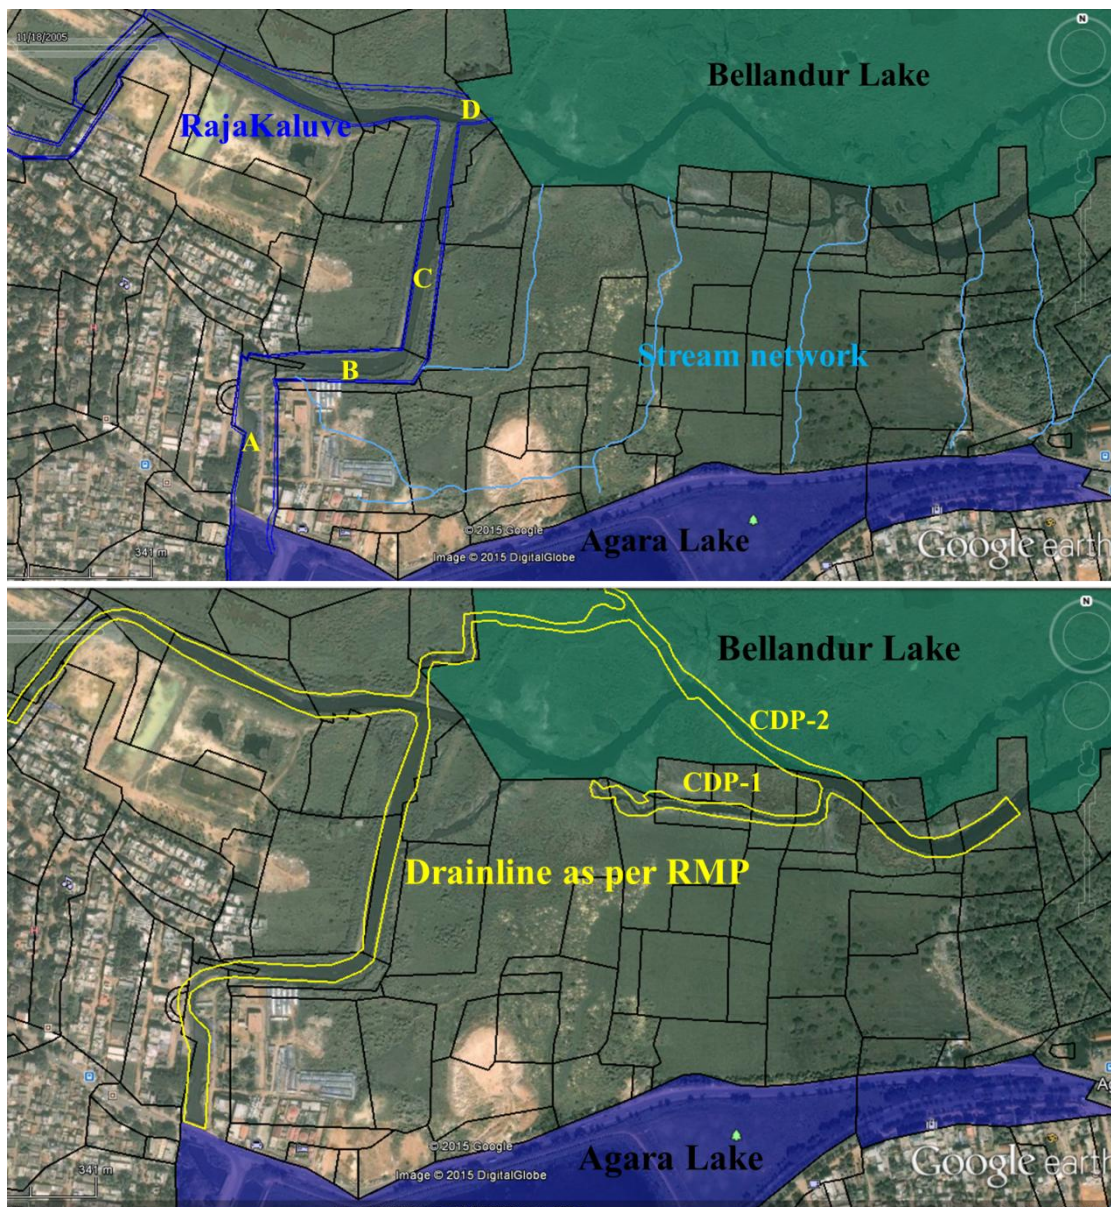 N
11/18/2005
Bellandur Lake
D
RajaKaluve
C
Stream network
B
A
© 2015 Google
Agara Lake
Image © 2015 DigitalGlobe
Google earth
341 m
N
Bellandur Lake
CDP-2
CDP-1
Drainline as per RMP
A
© 2015 Google
Agara Lake
Image © 2015 DigitalGlobe
Google earth
341 m